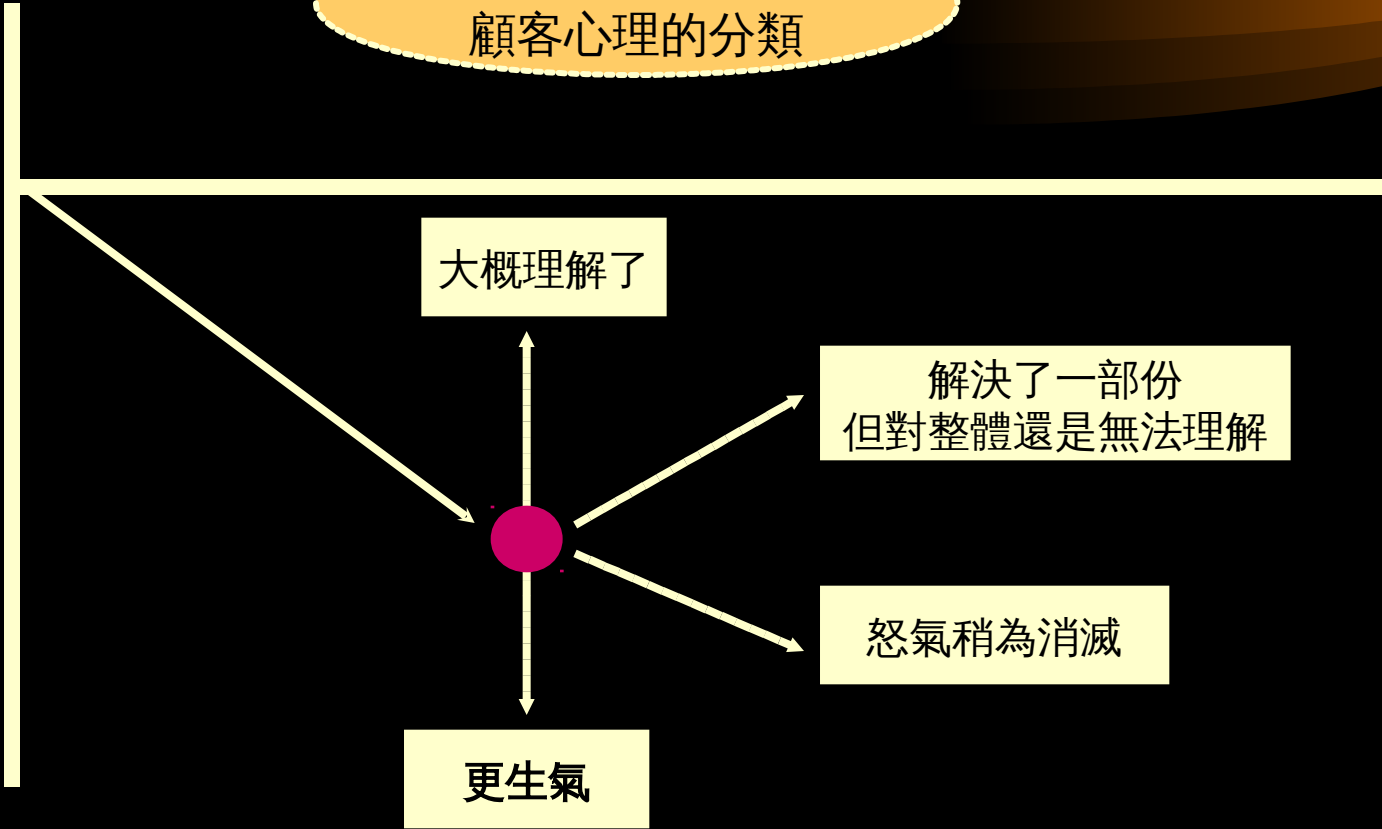 顧客心理的分類
大概理解了
解決了一部份
但對整體還是無法理解
怒氣稍為消滅
更生氣